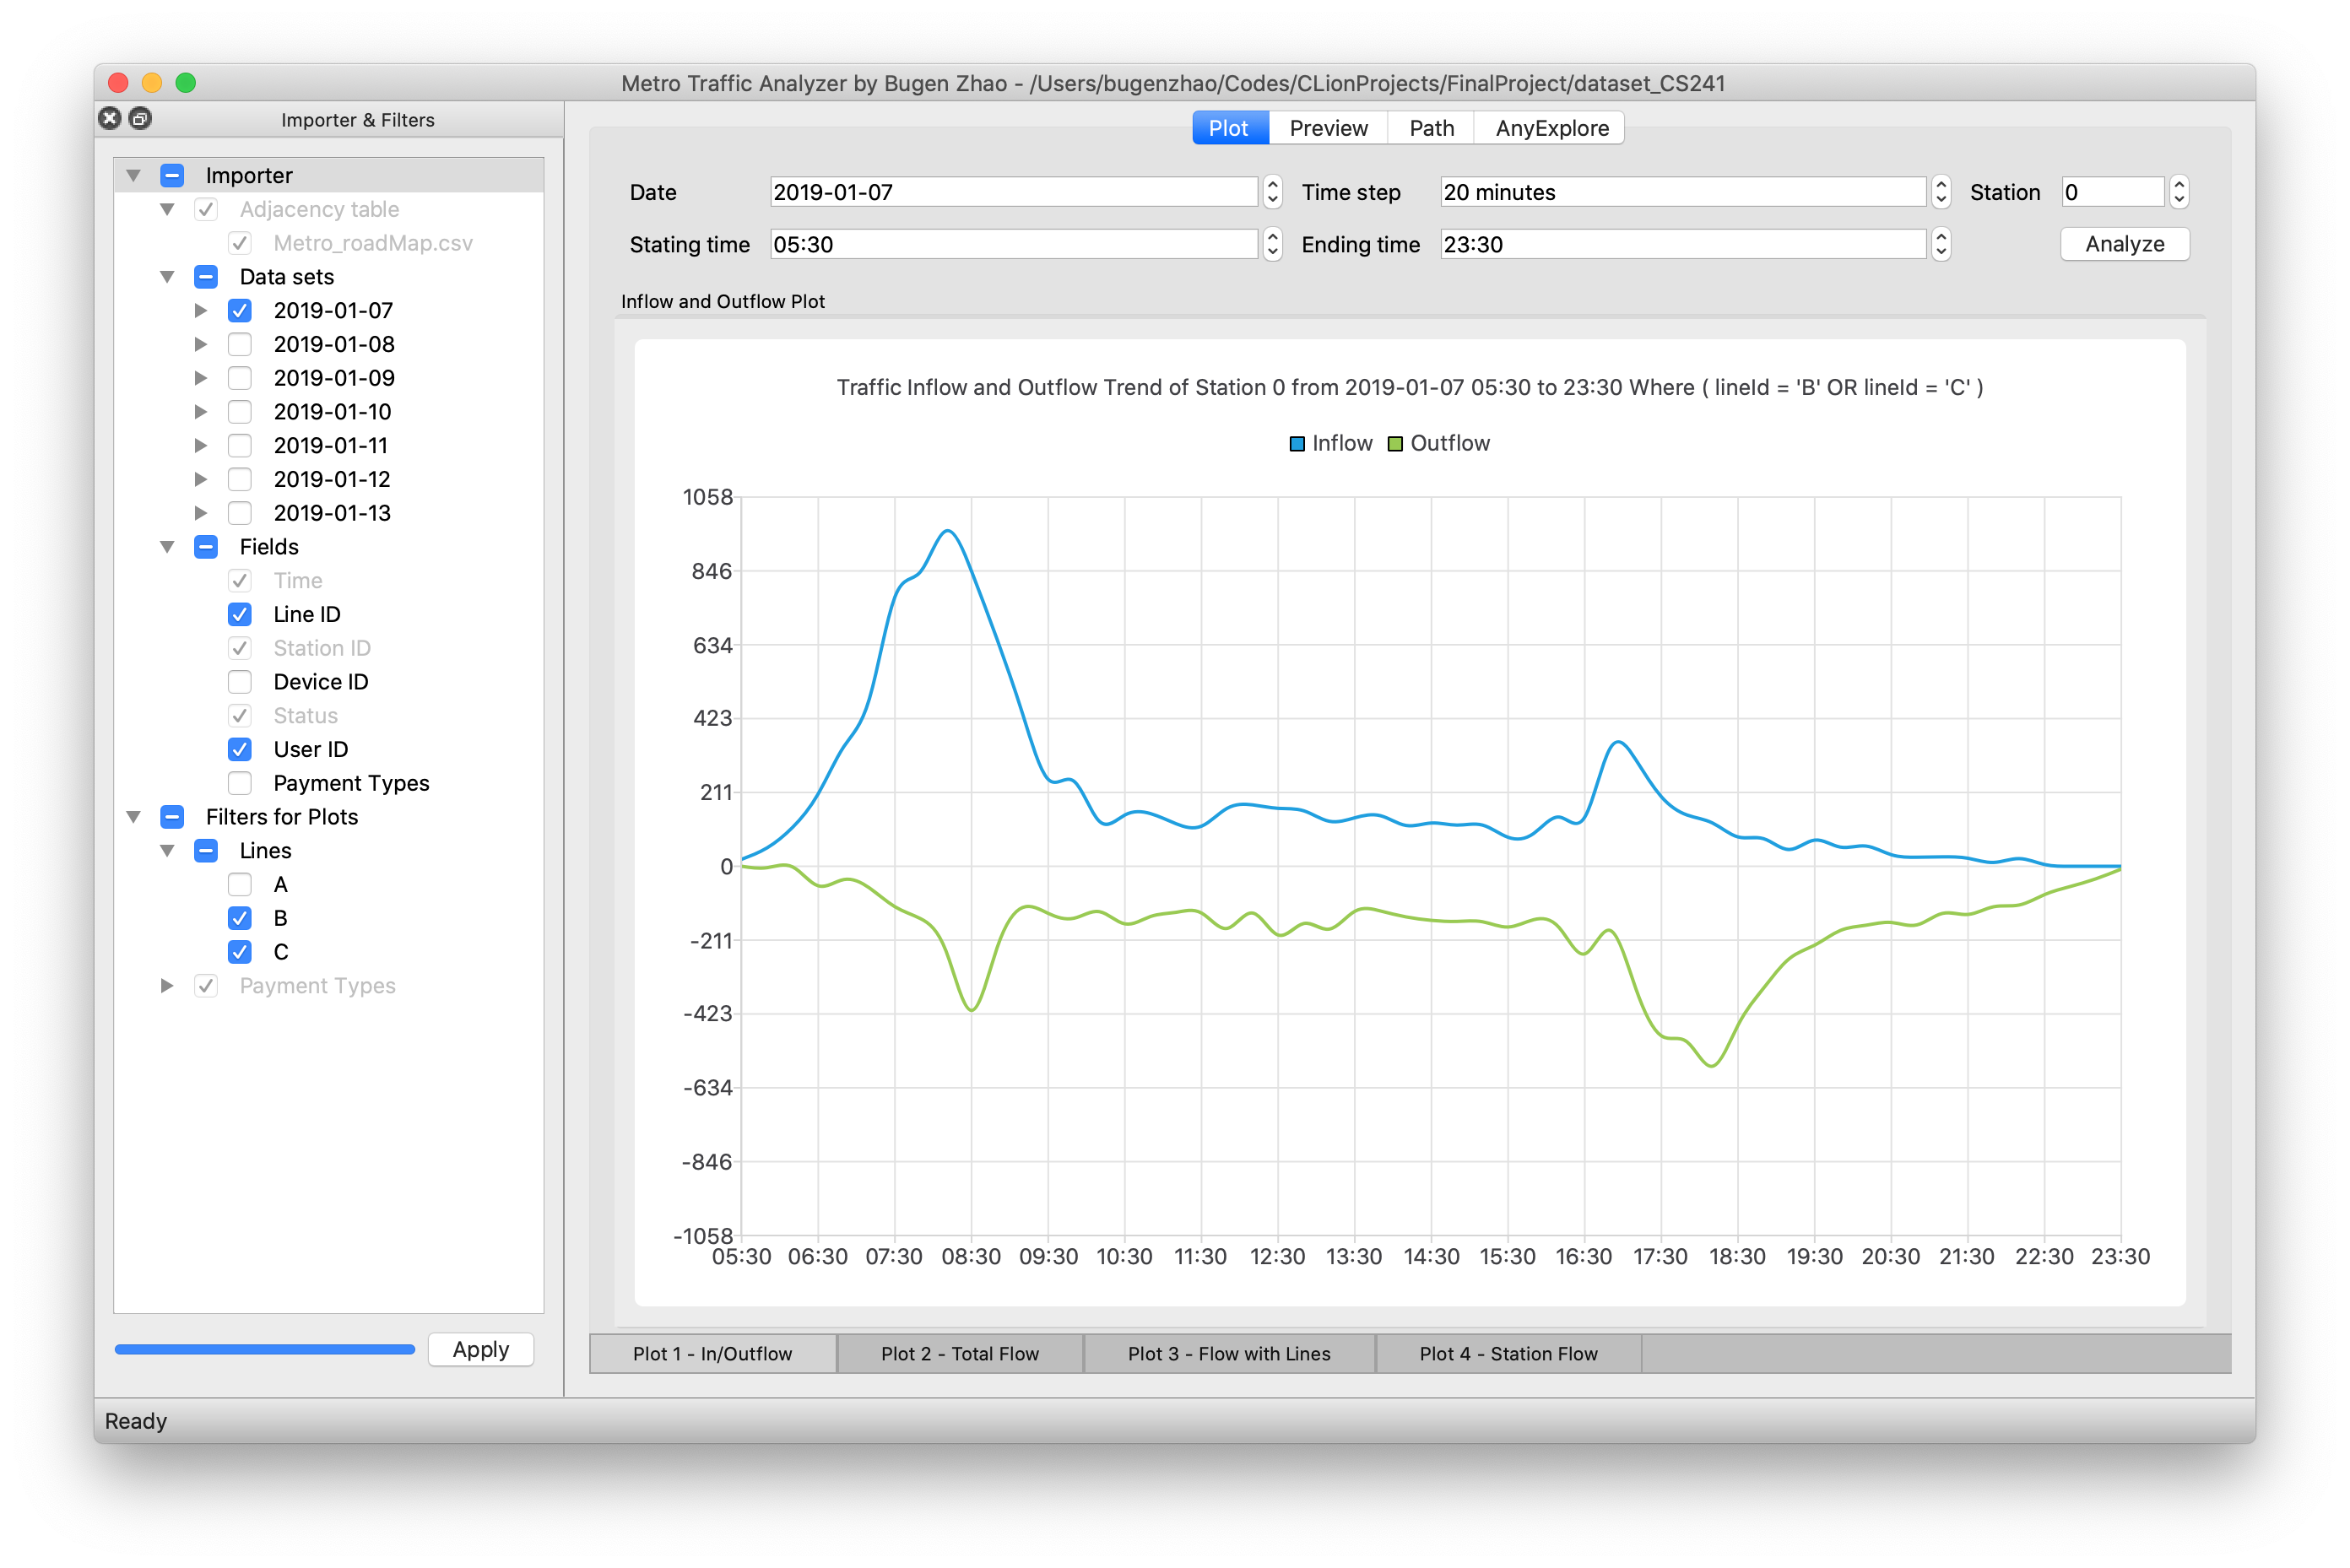 Metro Traffic Analyzer by Bugen Zhao - /Users/bugenzhao/Codes/CLionProjects/FinalProject/dataset_CS241
Importer & Filters
Importer
Adjacency table
Metro_roadMap.csv
Data sets
2019-01-07
2019-01-08
2019-01-09
2019-01-10
2019-01-11
2019-01-12
2019-01-13
Fields
Time
Line ID
Station ID
Device ID
Status
User ID
Payment Types
Filters for Plots
Lines
A
B
C
Payment Types
Apply
Plot Preview Path AnyExplore
Date 2019-01-07 Time step 20 minutes Station 0
Stating time 05:30 Ending time 23:30 Analyze
Inflow and Outflow Plot
Traffic Inflow and Outflow Trend of Station 0 from 2019-01-07 05:30 to 23:30 Where ( lineId = 'B' OR lineId = 'C' )
Inflow Outflow
1058
846
634
423
211
0
-211
-423
-634
-846
-1058
05:30 06:30 07:30 08:30 09:30 10:30 11:30 12:30 13:30 14:30 15:30 16:30 17:30 18:30 19:30 20:30 21:30 22:30 23:30
Plot 1 - In/Outflow Plot 2 - Total Flow Plot 3 - Flow with Lines Plot 4 - Station Flow
Ready